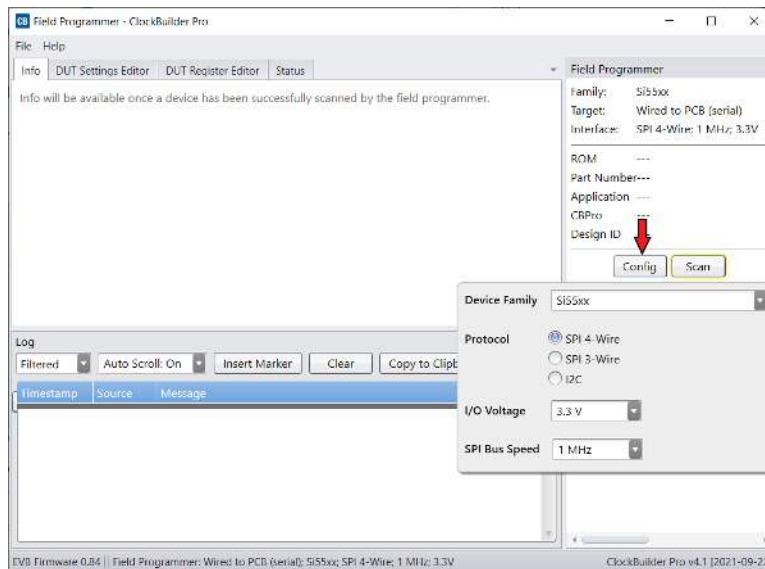 CB Field Programmer - ClockBuilder Pro
File Help
Info DUT Settings Editor DUT Register Editor Status
Info will be available once a device has been successfully scanned by the field programmer.
Field Programmer
Family: Si55xx
Target: Wired to PCB (serial)
Interface: SPI 4-Wire; 1 MHz; 3.3V
ROM ---
Part Number---
Application ---
CBPro ---
Design ID
Config Scan
Device Family Si55xx
Protocol SPI 4-Wire
SPI 3-Wire
I2C
I/O Voltage 3.3 V
SPI Bus Speed 1 MHz
Log
Filtered Auto Scroll: On Insert Marker Clear Copy to Clipb
Timestamp Source Message
EVB Firmware 0.84 Field Programmer: Wired to PCB (serial); Si55xx; SPI 4-Wire; 1 MHz; 3.3V
ClockBuilder Pro v4.1 [2021-09-22